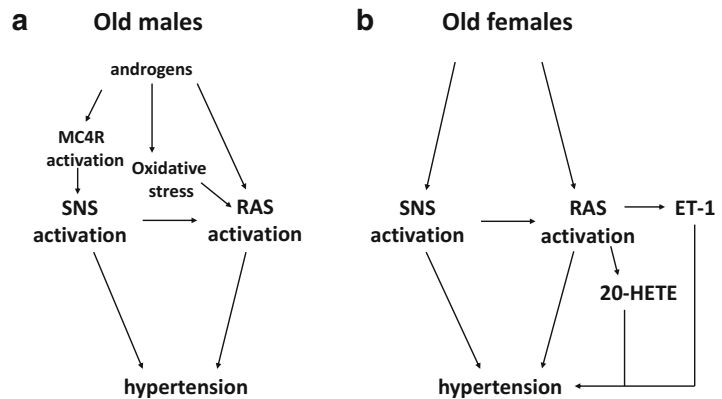 a Old males
androgens
MC4R
activation
Oxidative
stress
SNS
activation
RAS
activation
hypertension
b Old females
SNS
activation
RAS
activation
ET-1
20-HETE
hypertension